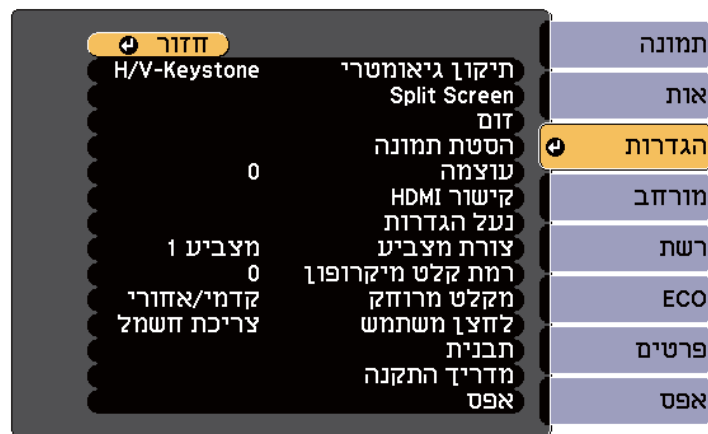 תמונה
אות
הגדרות
מורחב
רשת
ECO
פרטים
אפס
חזור
תיקון גיאומטרי H/V-Keystone
Split Screen
זום
הסטת תמונה
עוצמה 0
קישור HDMI
נעל הגדרות
צורת מצביע מצביע 1
רמת קלט מיקרופון 0
מקלט מרוחק קדמי/אחורי
לחצן משתמש צריכת חשמל
תבנית
מדריך התקנה
אפס